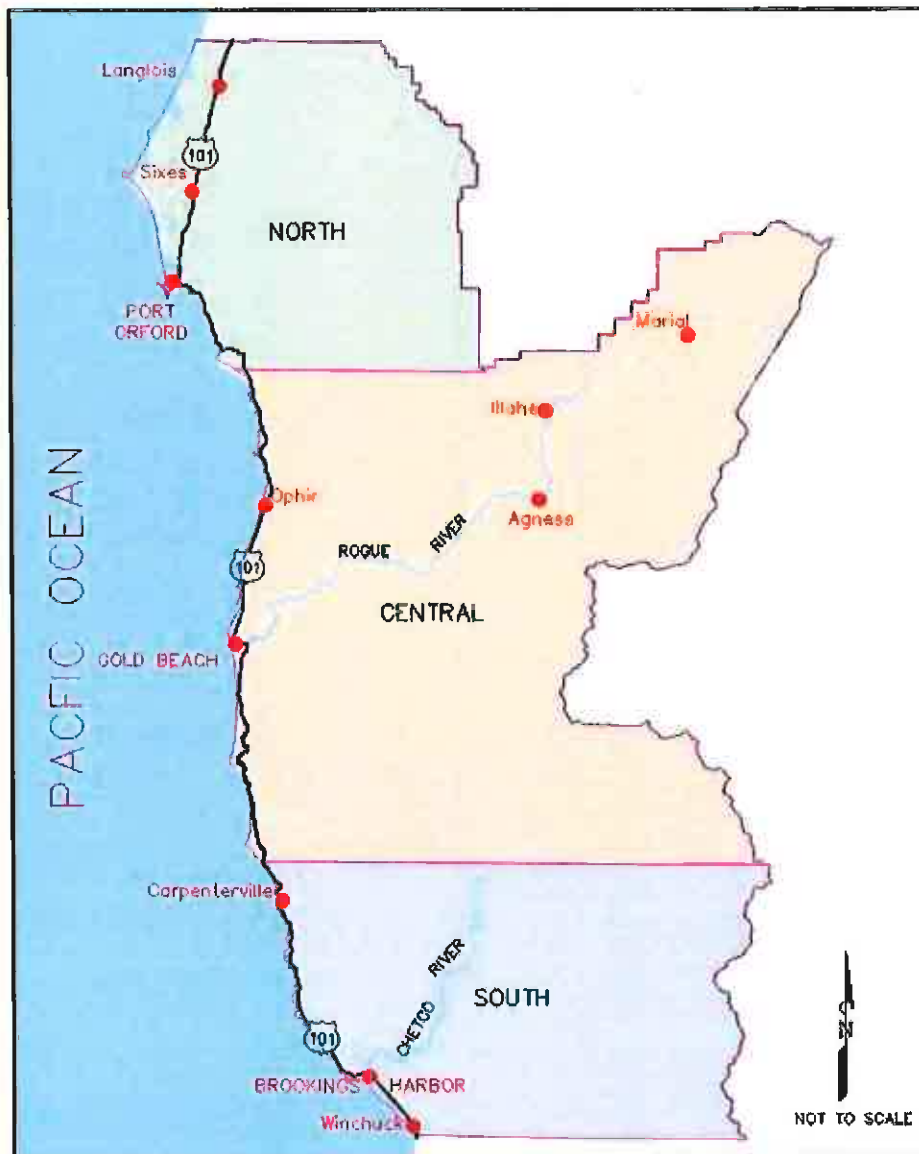 Langlois
101
Sixes
NORTH
PORT
ORFORD
Marial
Illahe
Ophir
Agness
ROGUE RIVER
101
CENTRAL
GOLD BEACH
PACFIC OCEAN
Carpenterville
CHETCO RIVER
SOUTH
101
BROOKINGS HARBOR
Winchuck
N
NOT TO SCALE